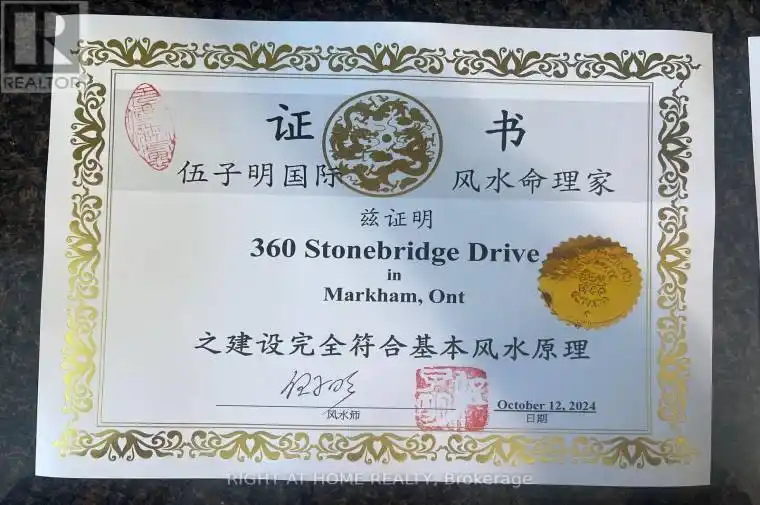 REALTOR®
证 书
伍子明国际 风水命理家
兹证明
360 Stonebridge Drive
in
Markham, Ont
之建设完全符合基本风水原理
October 12, 2024
风水师 日期
RIGHT AT HOME REALTY, Brokerage